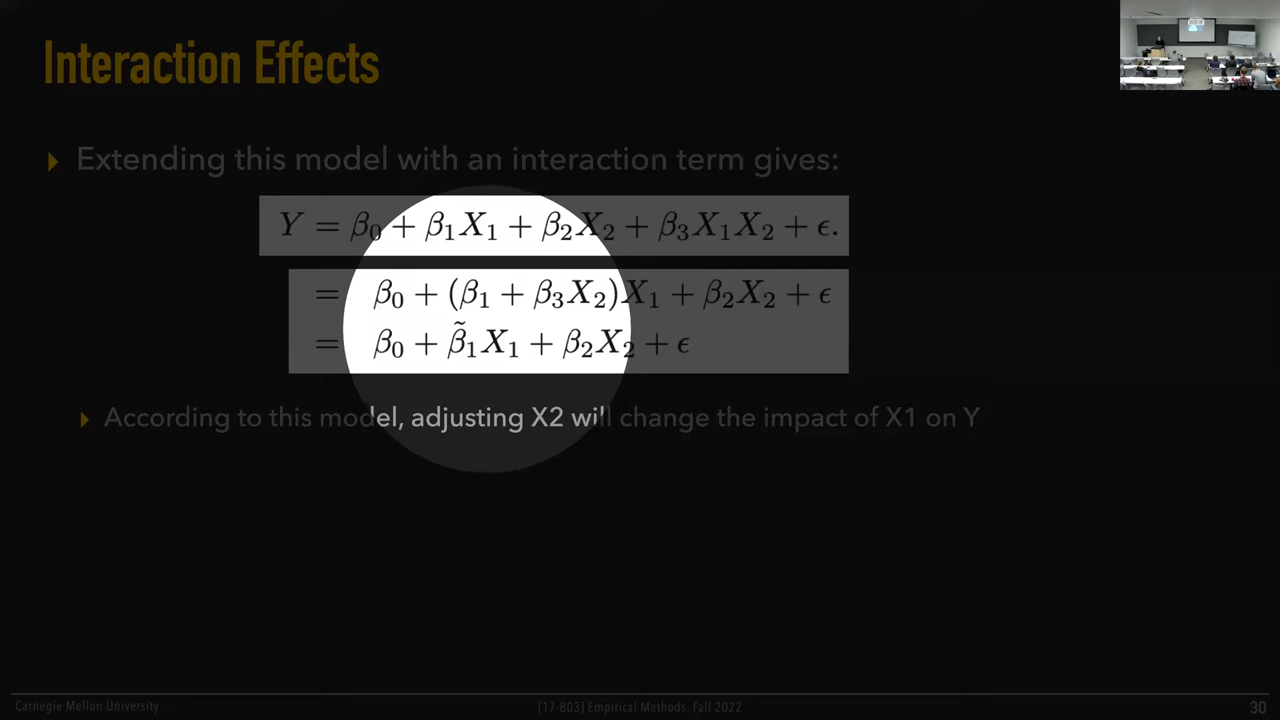 Interaction Effects
Extending this model with an interaction term gives:
Y = β₀ + β₁X₁ + β₂X₂ + β₃X₁X₂ + ϵ.
= β₀ + (β₁ + β₃X₂)X₁ + β₂X₂ + ϵ
= β₀ + β̃₁X₁ + β₂X₂ + ϵ
According to this model, adjusting X2 will change the impact of X1 on Y
Carnegie Mellon University
[17-803] Empirical Methods. Fall 2022
30